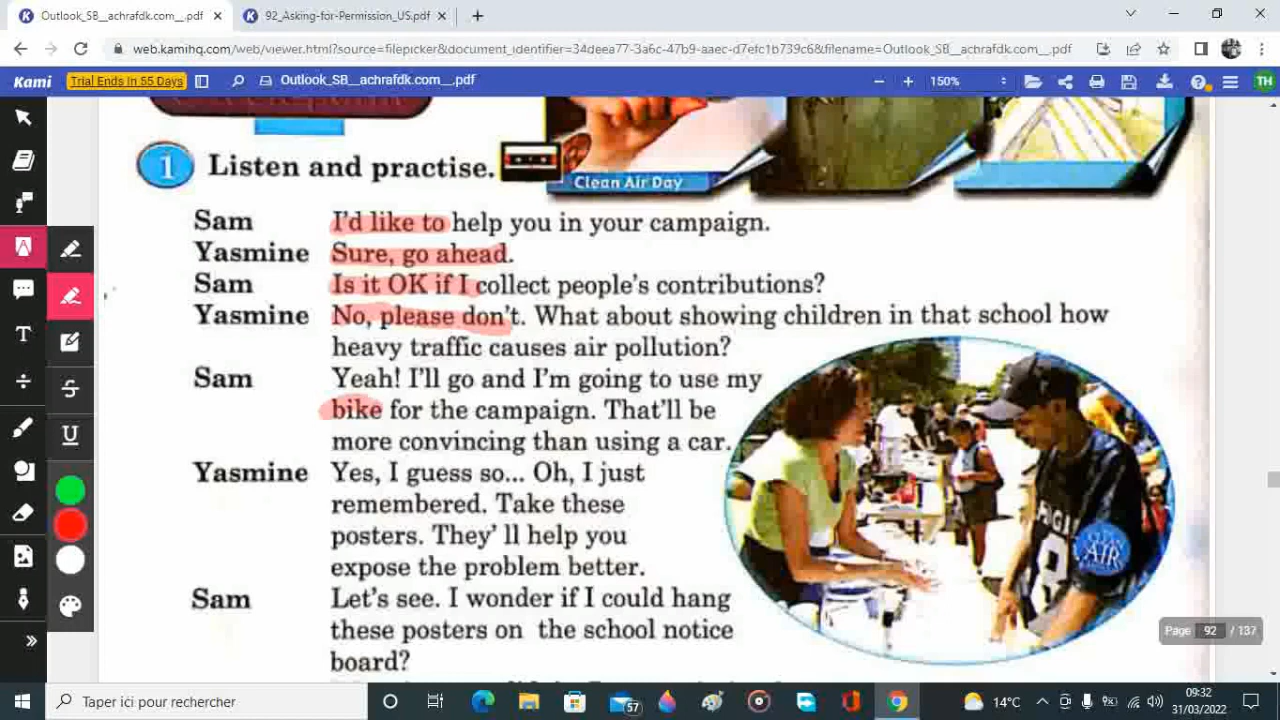 Outlook_SB__achrafdk.com__.pdf
92_Asking-for-Permission_US.pdf
web.kamihq.com/web/viewer.html?source=filepicker&document_identifier=34deea77-3a6c-47b9-aaec-d7efc1b739c6&filename=Outlook_SB__achrafdk.com__.pdf
Kami Trial Ends In 55 Days Outlook_SB__achrafdk.com__.pdf 150% TH
Clean Air Day
1 Listen and practise.
Sam I'd like to help you in your campaign.
Yasmine Sure, go ahead.
Sam Is it OK if I collect people's contributions?
Yasmine No, please don't. What about showing children in that school how
heavy traffic causes air pollution?
Sam Yeah! I'll go and I'm going to use my
bike for the campaign. That'll be
more convincing than using a car.
Yasmine Yes, I guess so... Oh, I just
remembered. Take these
posters. They' ll help you
expose the problem better.
Sam Let's see. I wonder if I could hang
these posters on the school notice
board?
AIR
Page 92 / 137
Taper ici pour rechercher
57
14°C
09:32
31/03/2022